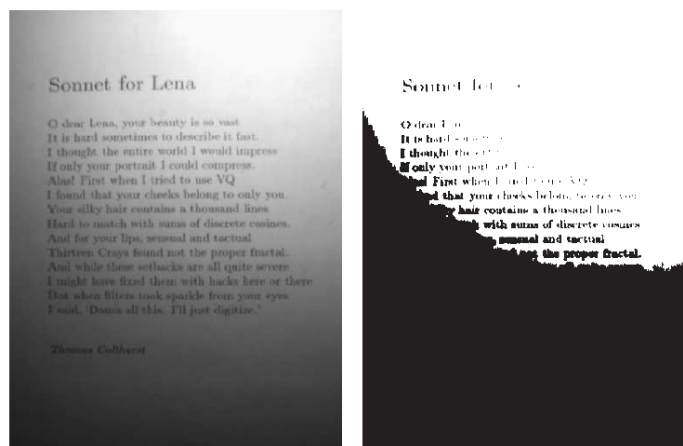 Sonnet for Lena
O dear Lena, your beauty is so vast
It is hard sometimes to describe it fast.
I thought the entire world I would impress
If only your portrait I could compress.
Alas! First when I tried to use VQ
I found that your cheeks belong to only you.
Your silky hair contains a thousand lines
Hard to match with sums of discrete cosines.
And for your lips, sensual and tactual
Thirteen Crays found not the proper fractal.
And while these setbacks are all quite severe
I might have fixed them with hacks here or there
But when filters took sparkle from your eyes
I said, 'Damn all this. I'll just digitize.'
Thomas Colthurst
Sonnet for
O dear
It is hard
I thought the
If only your
First when I
that your cheeks belong to only you
hair contains a thousand lines
with sums of discrete cosines
sensual and tactual
not the proper fractal.